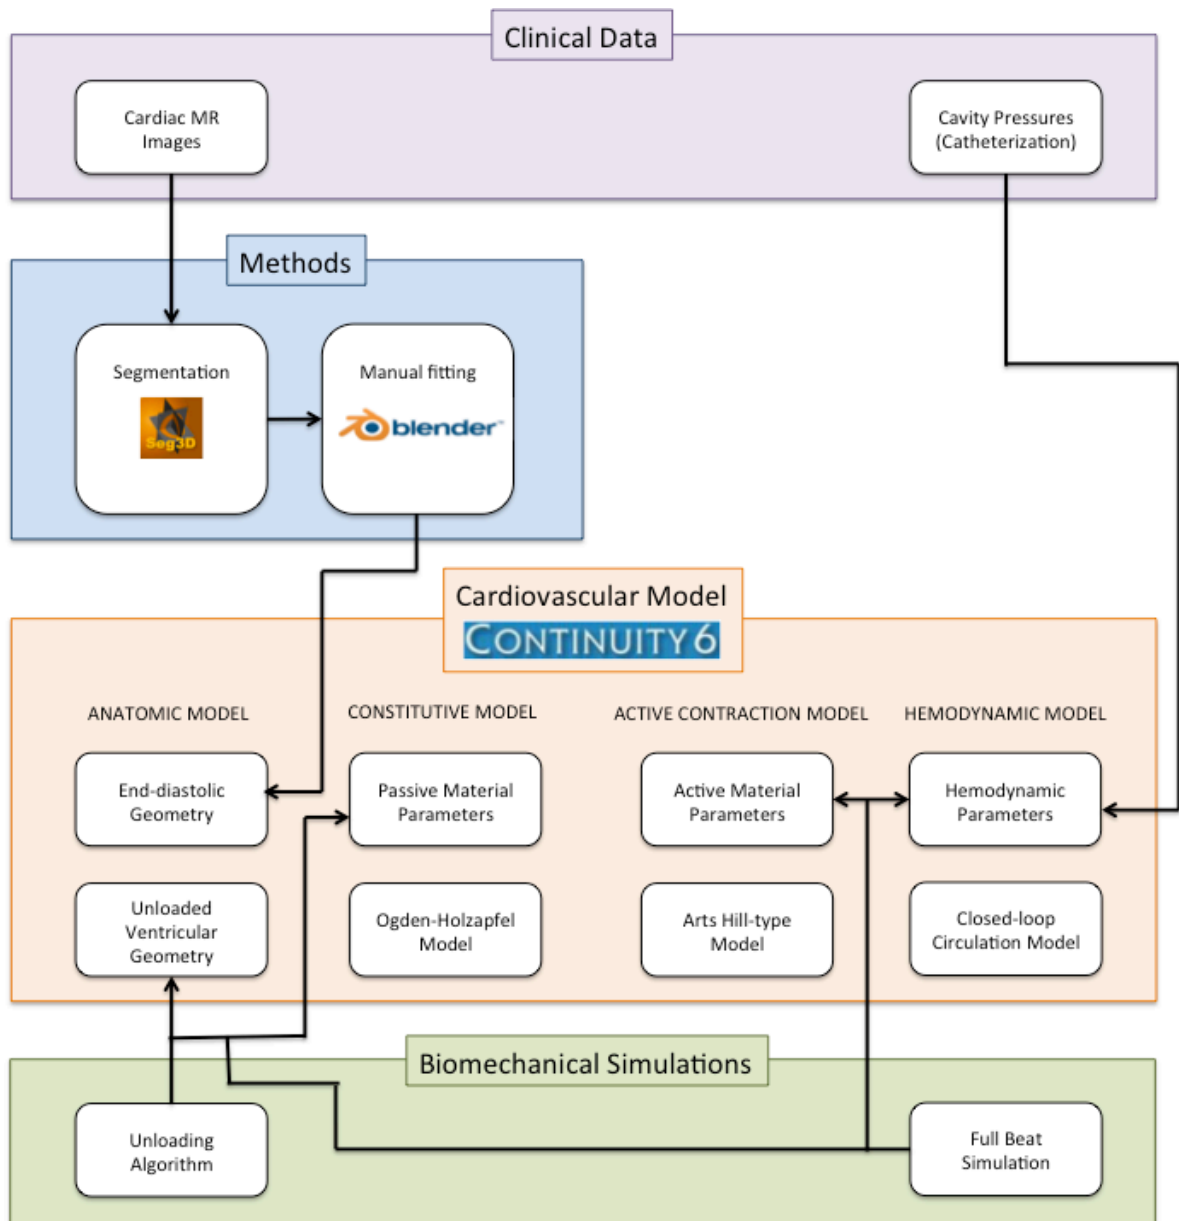 Clinical Data
Cardiac MR
Images
Cavity Pressures
(Catheterization)
Methods
Segmentation
Seg3D
Manual fitting
blender™
Cardiovascular Model
CONTINUITY 6
ANATOMIC MODEL
CONSTITUTIVE MODEL
ACTIVE CONTRACTION MODEL
HEMODYNAMIC MODEL
End-diastolic
Geometry
Passive Material
Parameters
Active Material
Parameters
Hemodynamic
Parameters
Unloaded
Ventricular
Geometry
Ogden-Holzapfel
Model
Arts Hill-type
Model
Closed-loop
Circulation Model
Biomechanical Simulations
Unloading
Algorithm
Full Beat
Simulation